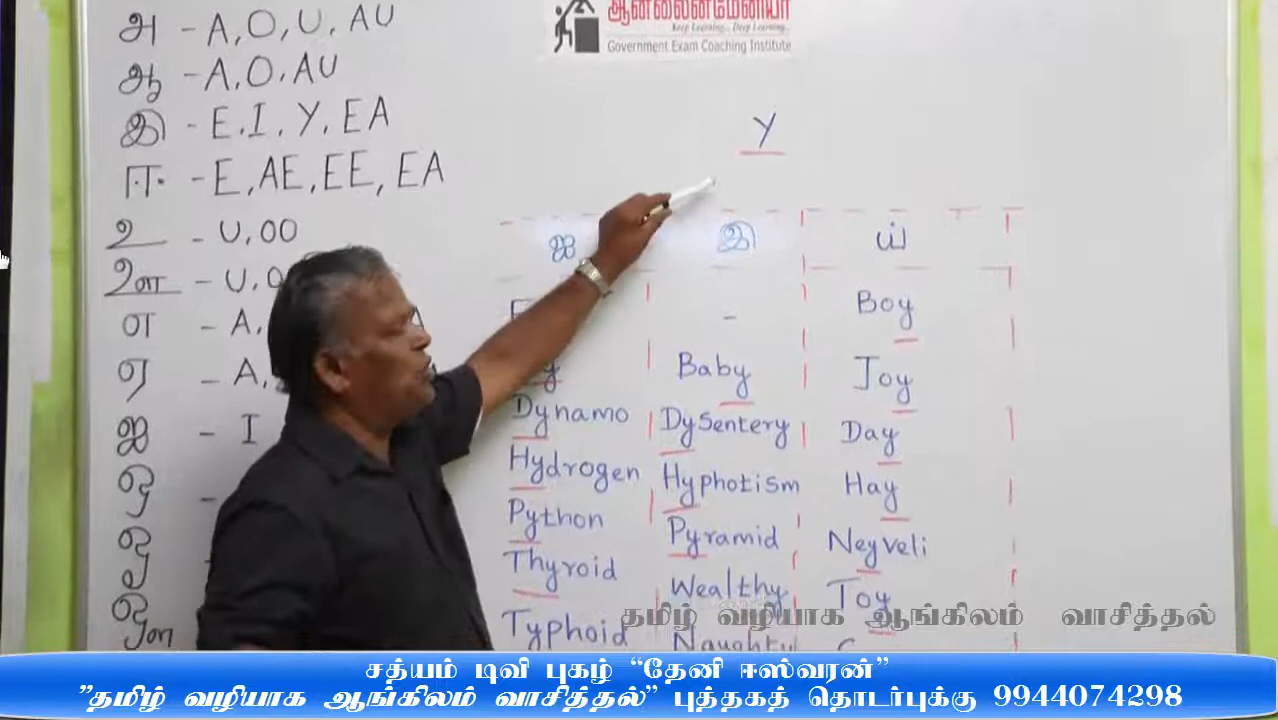 அ - A, O, U, AU
ஆ - A, O, AU
இ - E, I, Y, EA
ஈ - E, AE, EE, EA
உ - U, OO
ஊ - U,
எ - A,
ஏ - A,
ஐ - I
ஒ -
ஓ
ஔ
ஆன்லைன்மேனியா
Keep Learning... Deep Learning...
Government Exam Coaching Institute
Y
ஐ இ ய்
- Boy
Baby Joy
Dynamo Dysentery Day
Hydrogen Hyphotism Hay
Python Pyramid Neyveli
Thyroid Wealthy Toy
Typhoid Naughty
தமிழ் வழியாக ஆங்கிலம் வாசித்தல்
சத்யம் டிவி புகழ் “தேனி ஈஸ்வரன்”
”தமிழ் வழியாக ஆங்கிலம் வாசித்தல்” புத்தகத் தொடர்புக்கு 9944074298